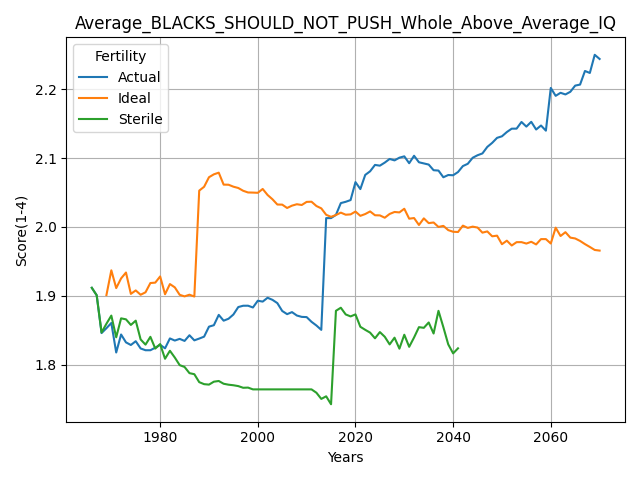 Average_BLACKS_SHOULD_NOT_PUSH_Whole_Above_Average_IQ
Fertility
Actual
Ideal
Sterile
Score(1-4)
2.2
2.1
2.0
1.9
1.8
1980
2000
2020
2040
2060
Years